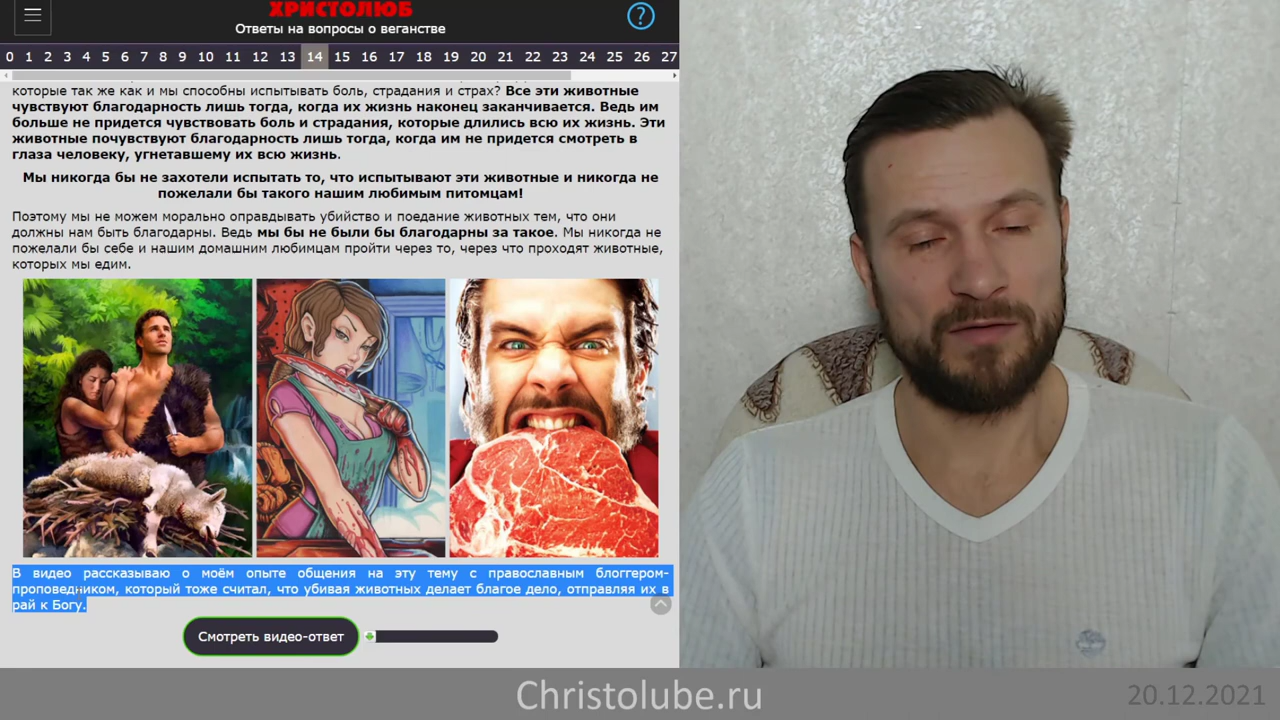 ХРИСТОЛЮБ
Ответы на вопросы о веганстве
0 1 2 3 4 5 6 7 8 9 10 11 12 13 14 15 16 17 18 19 20 21 22 23 24 25 26 27
которые так же как и мы способны испытывать боль, страдания и страх? Все эти животные
чувствуют благодарность лишь тогда, когда их жизнь наконец заканчивается. Ведь им
больше не придется чувствовать боль и страдания, которые длились всю их жизнь. Эти
животные почувствуют благодарность лишь тогда, когда им не придется смотреть в
глаза человеку, угнетавшему их всю жизнь.
Мы никогда бы не захотели испытать то, что испытывают эти животные и никогда не
пожелали бы такого нашим любимым питомцам!
Поэтому мы не можем морально оправдывать убийство и поедание животных тем, что они
должны нам быть благодарны. Ведь мы бы не были бы благодарны за такое. Мы никогда не
пожелали бы себе и нашим домашним любимцам пройти через то, через что проходят животные,
которых мы едим.
В видео рассказываю о моём опыте общения на эту тему с православным блоггером-
проповедником, который тоже считал, что убивая животных делает благое дело, отправляя их в
рай к Богу.
Смотреть видео-ответ
Christolube.ru
20.12.2021